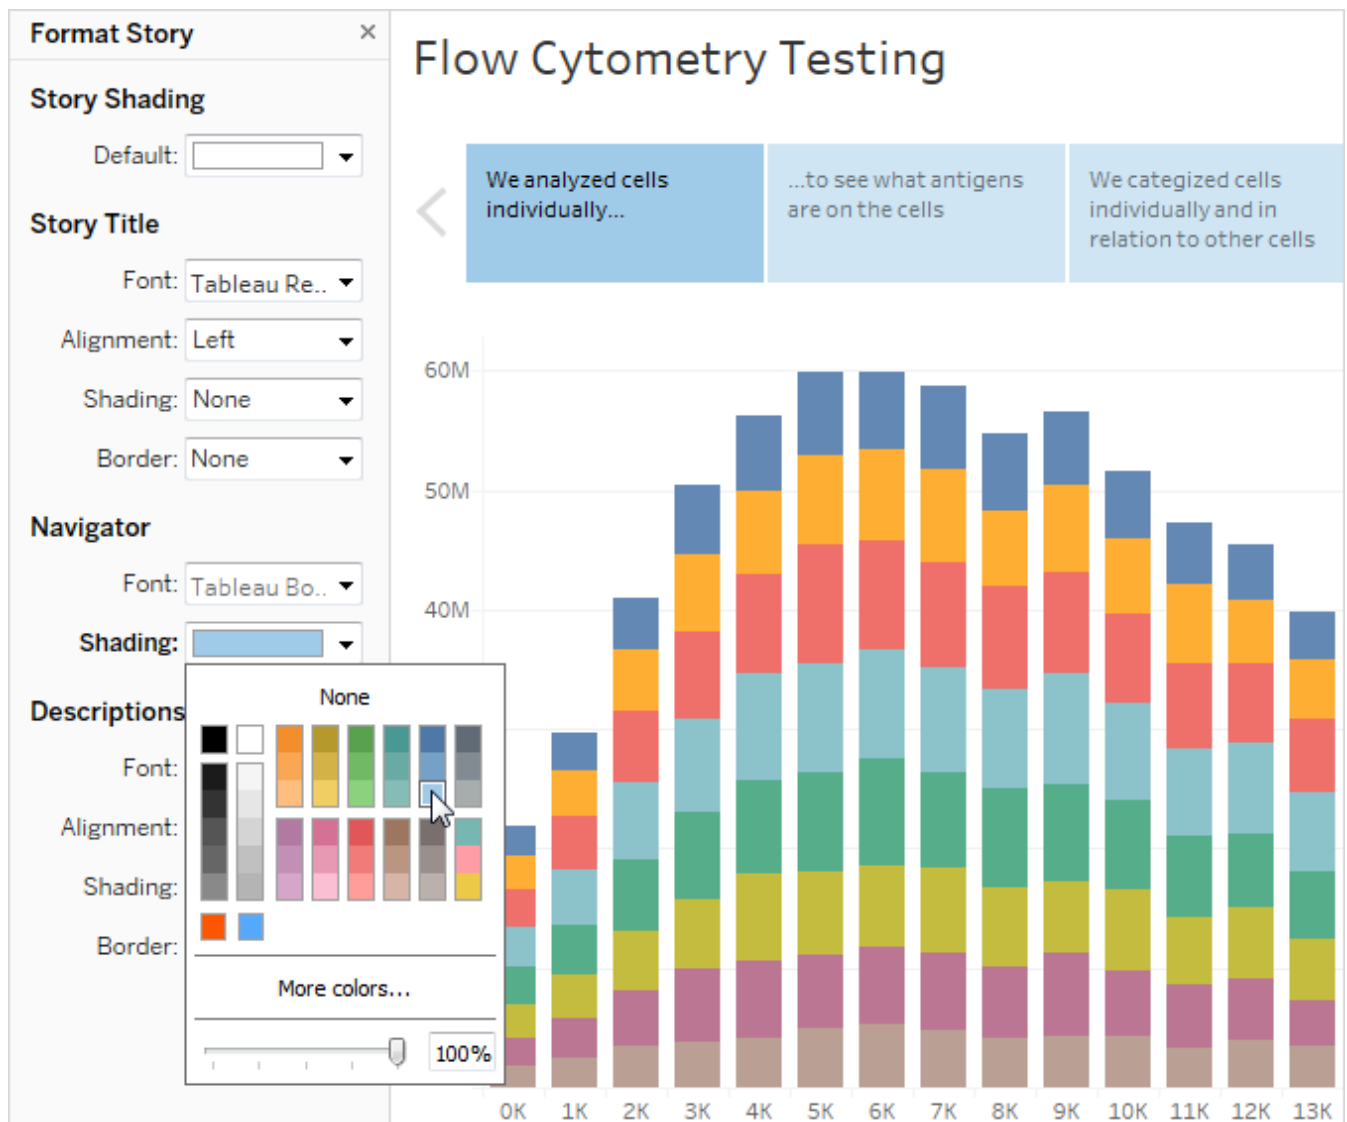 Format Story
Story Shading
Default:
Story Title
Font: Tableau Re..
Alignment: Left
Shading: None
Border: None
Navigator
Font: Tableau Bo..
Shading:
None
Descriptions
Font:
Alignment:
Shading:
Border:
More colors...
100%
Flow Cytometry Testing
We analyzed cells
individually...
...to see what antigens
are on the cells
We categized cells
individually and in
relation to other cells
60M
50M
40M
0K 1K 2K 3K 4K 5K 6K 7K 8K 9K 10K 11K 12K 13K